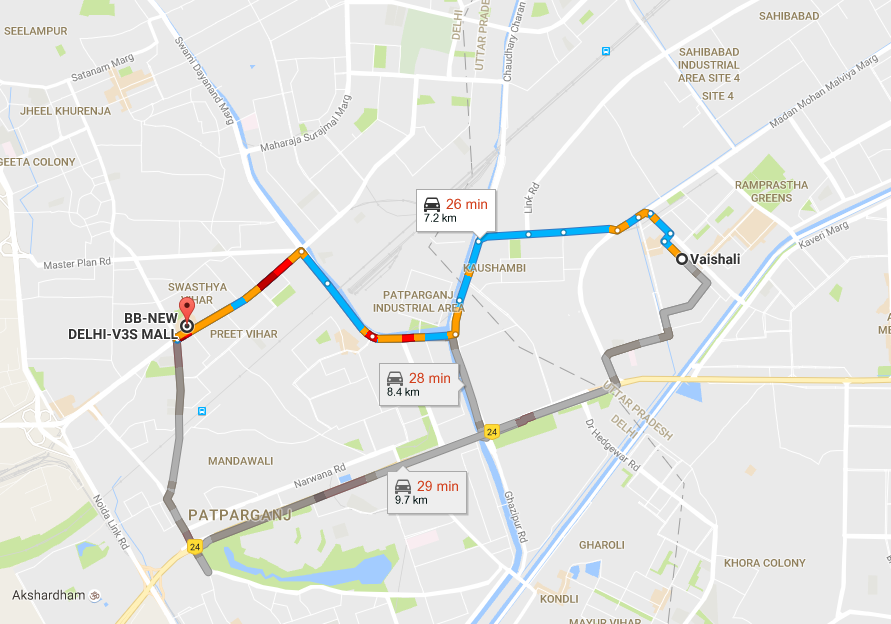 SEELAMPUR
DELHI
UTTAR PRADE
Chaudhary Charan
SAHIBABAD
Swami Dayanand Marg
Satanam Marg
SAHIBABAD
INDUSTRIAL
AREA SITE 4
SITE 4
JHEEL KHURENJA
Maharaja Surajmal Marg
Madan Mohan Malviya Marg
GEETA COLONY
Link Rd
RAMPRASTHA
GREENS
26 min
7.2 km
Kaveri Marg
Master Plan Rd
Vaishali
KAUSHAMBI
SWASTHYA
HAR
PATPARGANJ
INDUSTRIAL AREA
BB-NEW
DELHI-V3S MALL
PREET VIHAR
28 min
8.4 km
UTTAR PRADESH
DELHI
24
Dr Hedgewar Rd
MANDAWALI
Narwana Rd
29 min
9.7 km
Noida Link Rd
PATPARGANJ
Ghazipur Rd
24
GHAROLI
KHORA COLONY
Akshardham
KONDLI
MAYUR VIHAR